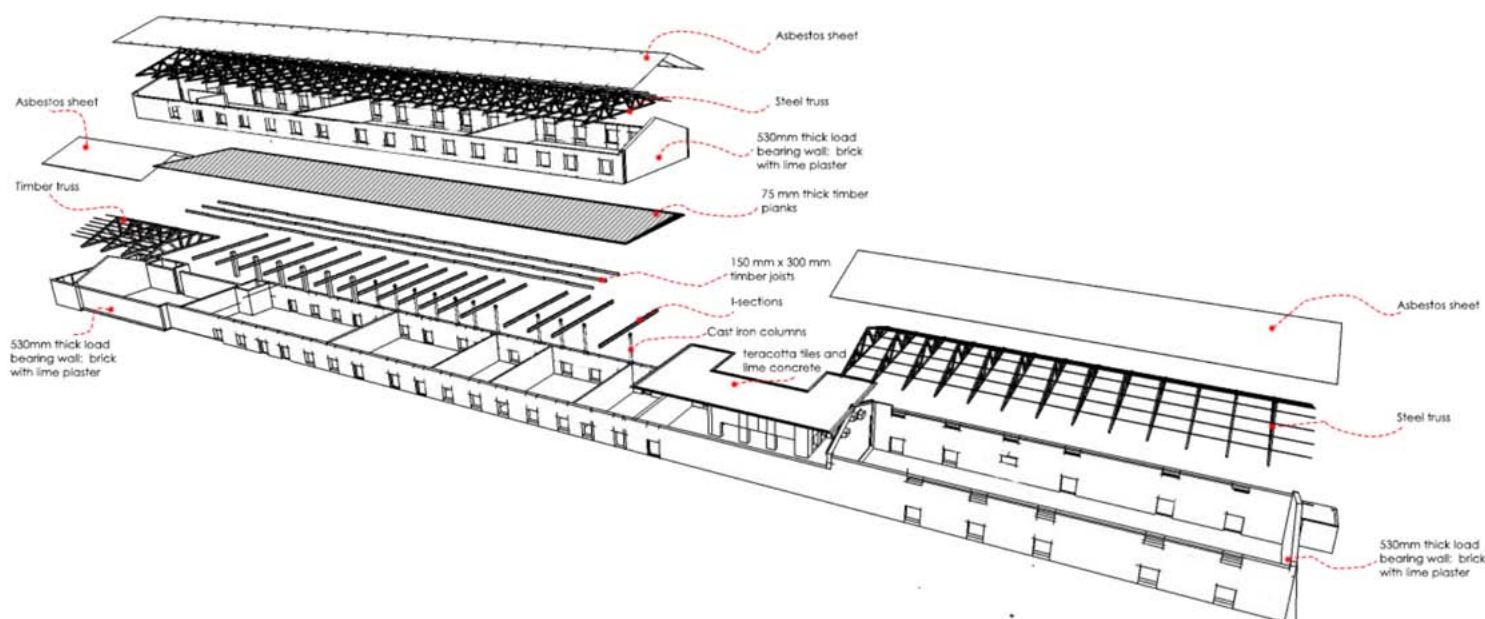 Asbestos sheet
Asbestos sheet
Steel truss
530mm thick load
bearing wall: brick
with lime plaster
Timber truss
75 mm thick timber
planks
150 mm x 300 mm
timber joists
I-sections
Asbestos sheet
Cast iron columns
530mm thick load
bearing wall: brick
with lime plaster
teracotta tiles and
lime concrete
Steel truss
530mm thick load
bearing wall: brick
with lime plaster